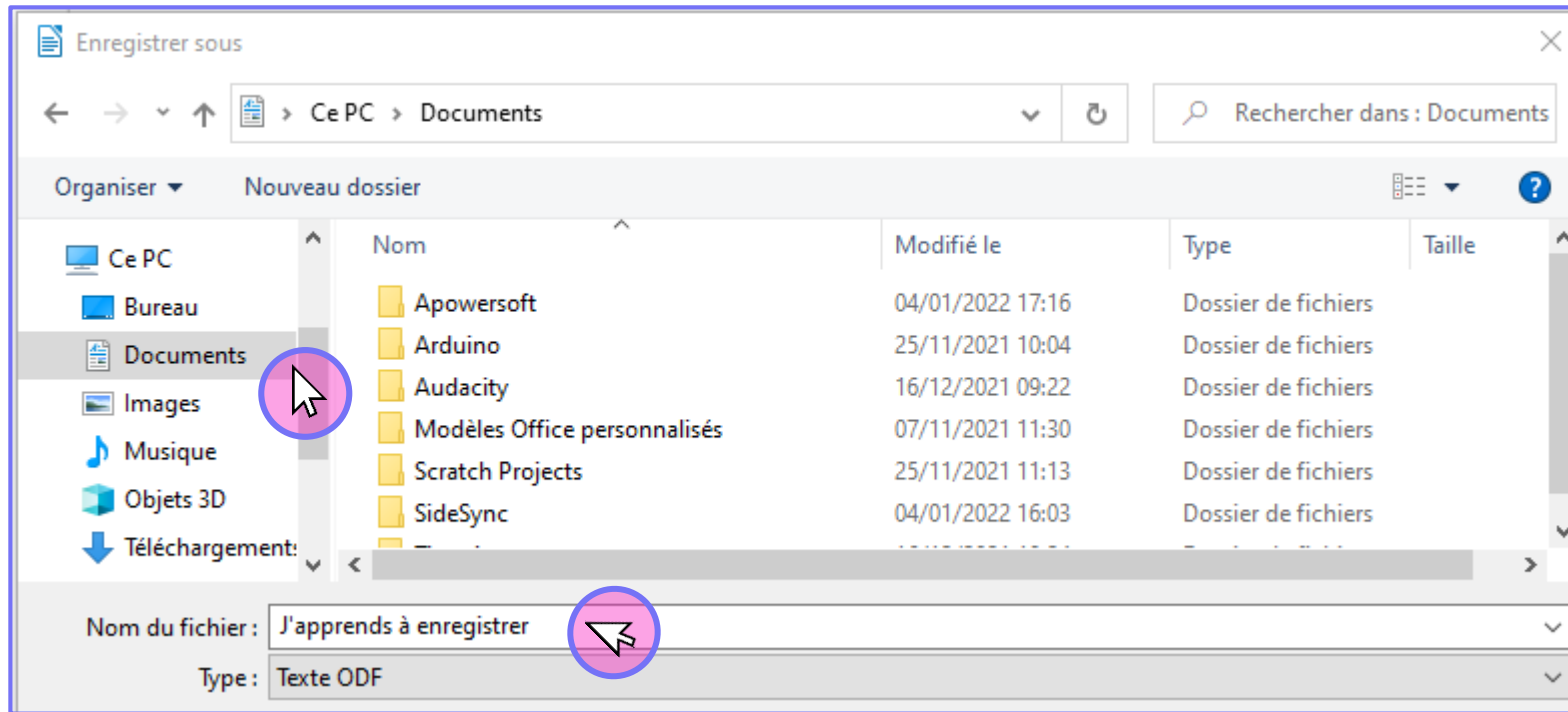 Enregistrer sous
Ce PC > Documents
Rechercher dans : Documents
Organiser
Nouveau dossier
Ce PC
Bureau
Documents
Images
Musique
Objets 3D
Téléchargements
Nom Modifié le Type Taille
Apowersoft 04/01/2022 17:16 Dossier de fichiers
Arduino 25/11/2021 10:04 Dossier de fichiers
Audacity 16/12/2021 09:22 Dossier de fichiers
Modèles Office personnalisés 07/11/2021 11:30 Dossier de fichiers
Scratch Projects 25/11/2021 11:13 Dossier de fichiers
SideSync 04/01/2022 16:03 Dossier de fichiers
Nom du fichier : J'apprends à enregistrer
Type : Texte ODF